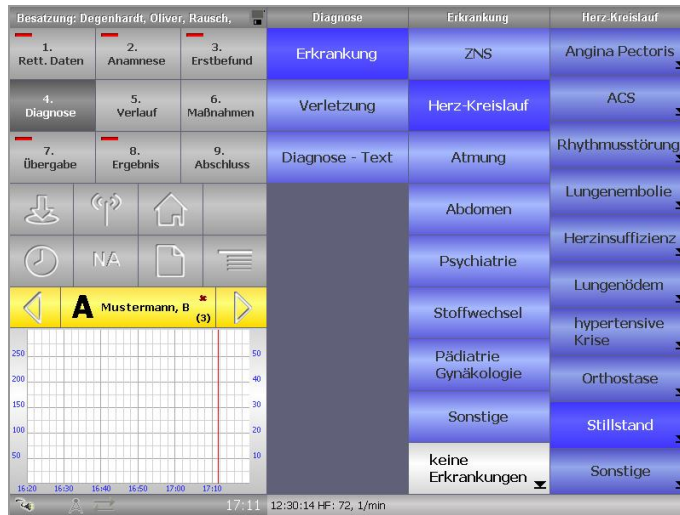 Besatzung: Degenhardt, Oliver, Rausch,
Diagnose
Erkrankung
Herz-Kreislauf
1.
Rett. Daten
2.
Anamnese
3.
Erstbefund
4.
Diagnose
5.
Verlauf
6.
Maßnahmen
7.
Übergabe
8.
Ergebnis
9.
Abschluss
NA
A Mustermann, B
(3)
250
200
150
100
50
50
40
30
20
10
16:20 16:30 16:40 16:50 17:00 17:10
A
17:11
Erkrankung
Verletzung
Diagnose - Text
ZNS
Herz-Kreislauf
Atmung
Abdomen
Psychiatrie
Stoffwechsel
Pädiatrie
Gynäkologie
Sonstige
keine
Erkrankungen
Angina Pectoris
ACS
Rhythmusstörung
Lungenembolie
Herzinsuffizienz
Lungenödem
hypertensive
Krise
Orthostase
Stillstand
Sonstige
12:30:14 HF: 72, 1/min